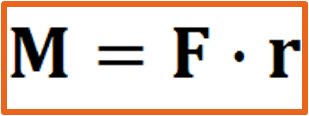 M = F · r